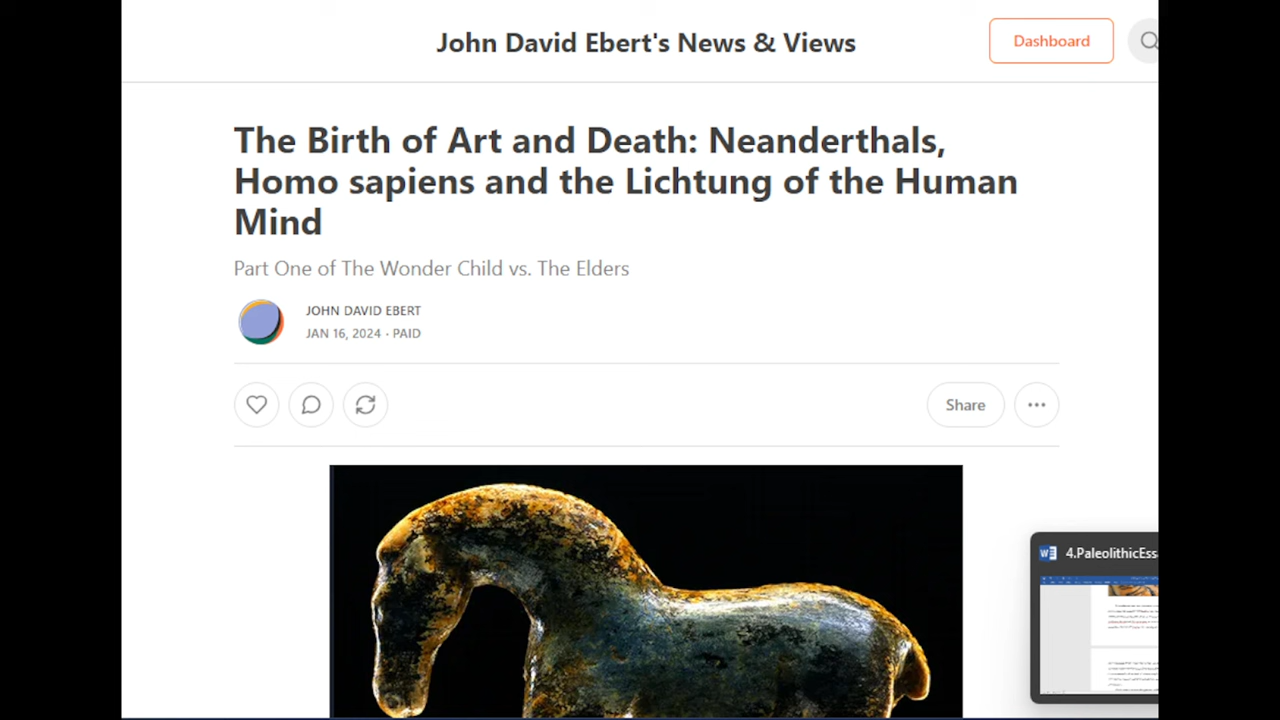 John David Ebert's News & Views
Dashboard
The Birth of Art and Death: Neanderthals,
Homo sapiens and the Lichtung of the Human
Mind
Part One of The Wonder Child vs. The Elders
JOHN DAVID EBERT
JAN 16, 2024 · PAID
Share
4.PaleolithicEss